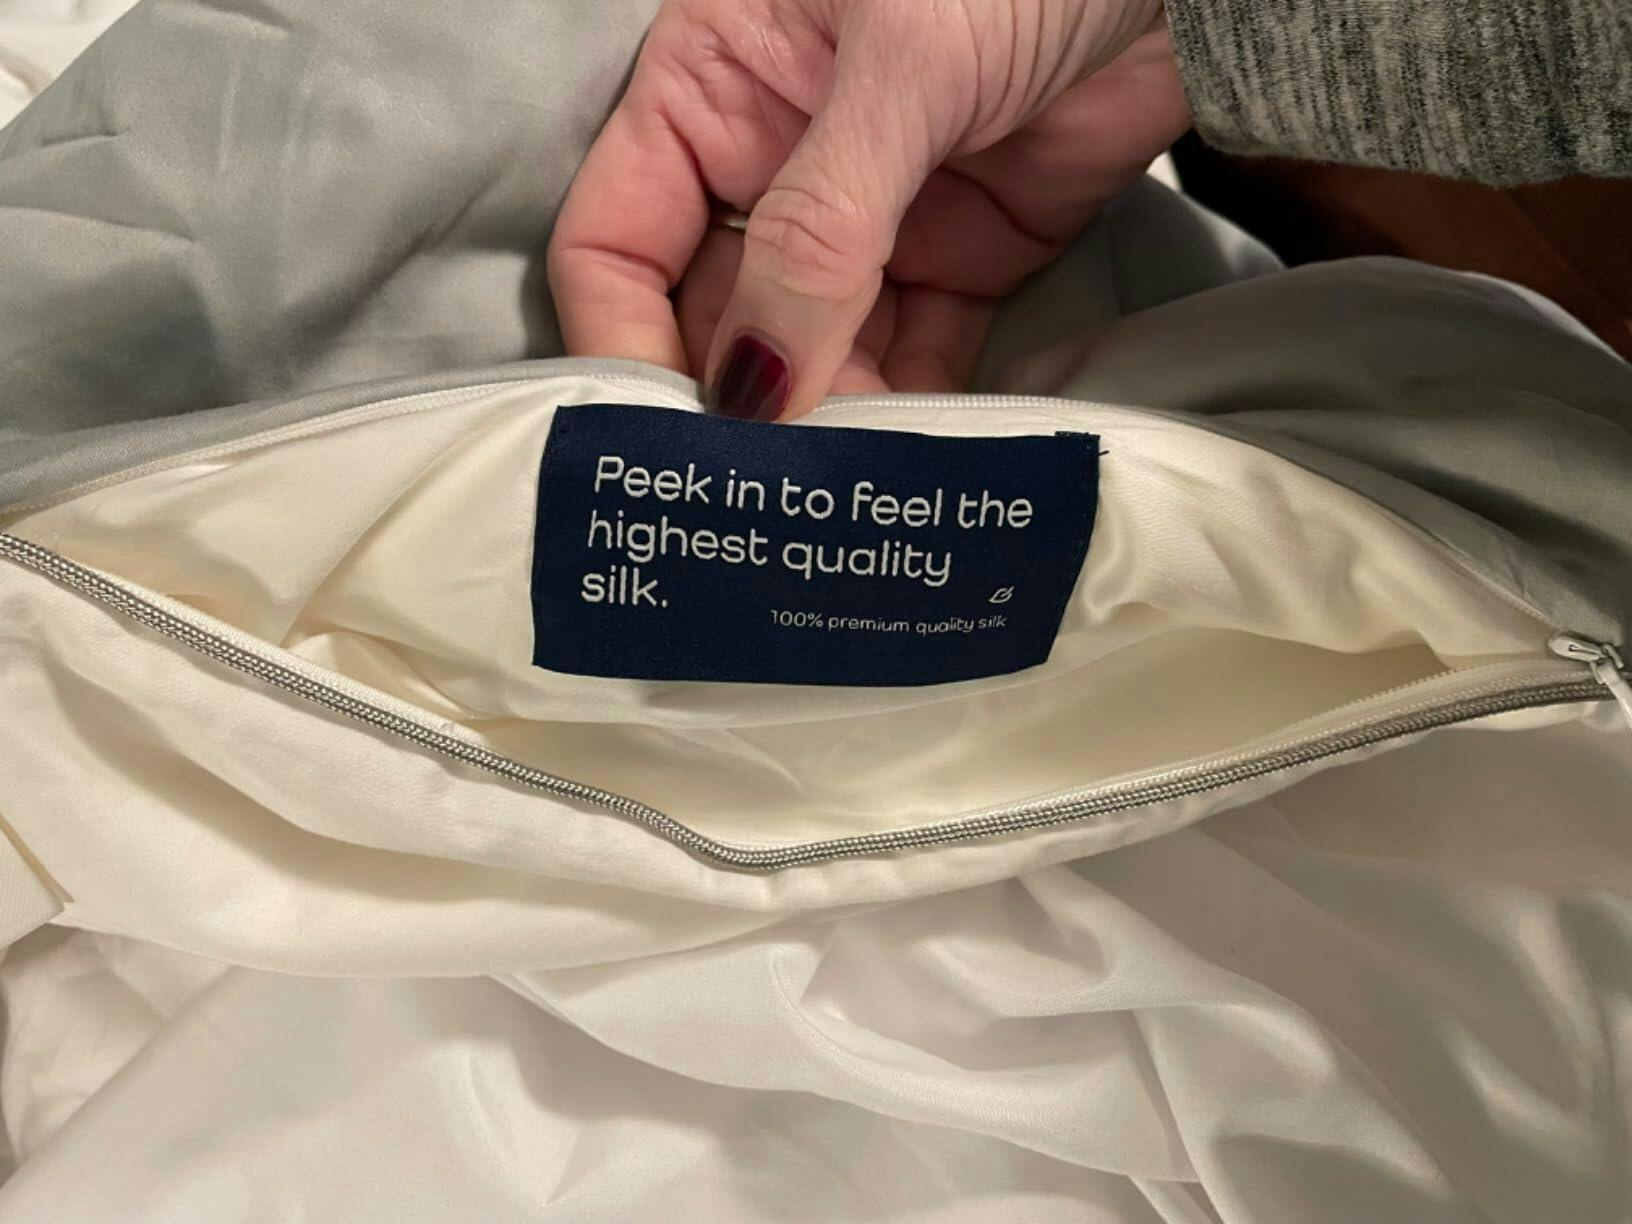 Peek in to feel the
highest quality
silk.
100% premium quality silk